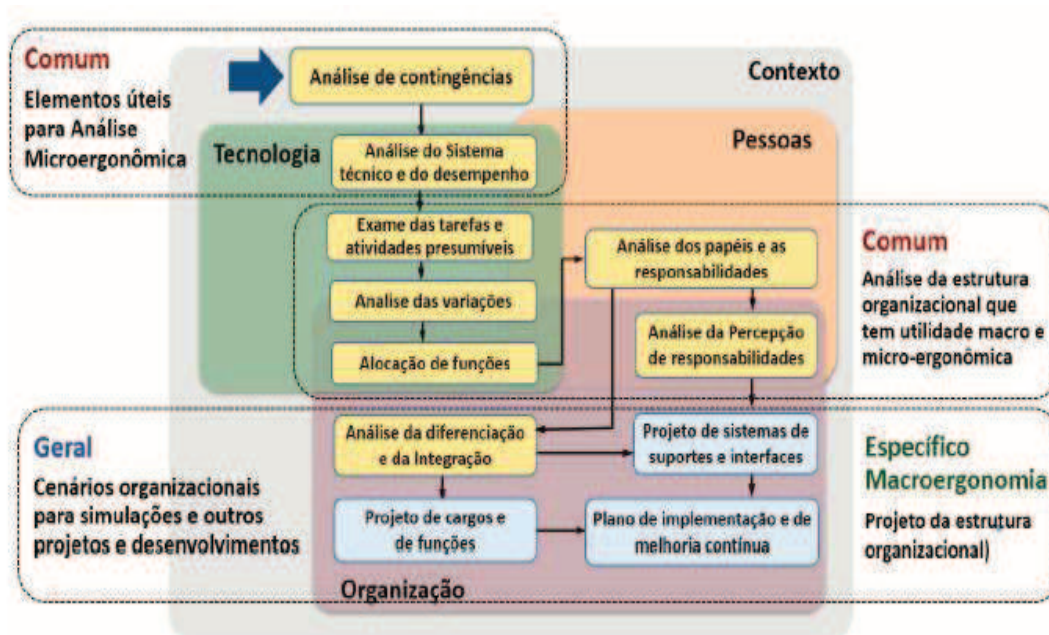 Comum
Elementos úteis
para Análise
Microergonômica
Análise de contingências
Contexto
Tecnologia
Pessoas
Análise do Sistema
técnico e do desempenho
Exame das tarefas e
atividades presumíveis
Analise das variações
Alocação de funções
Análise dos papéis e as
responsabilidades
Análise da Percepção
de responsabilidades
Comum
Análise da estrutura
organizacional que
tem utilidade macro e
micro-ergonômica
Geral
Cenários organizacionais
para simulações e outros
projetos e desenvolvimentos
Análise da diferenciação
e da Integração
Projeto de sistemas de
suportes e interfaces
Projeto de cargos e
de funções
Plano de implementação e de
melhoria contínua
Específico
Macroergonomia
Projeto da estrutura
organizacional)
Organização